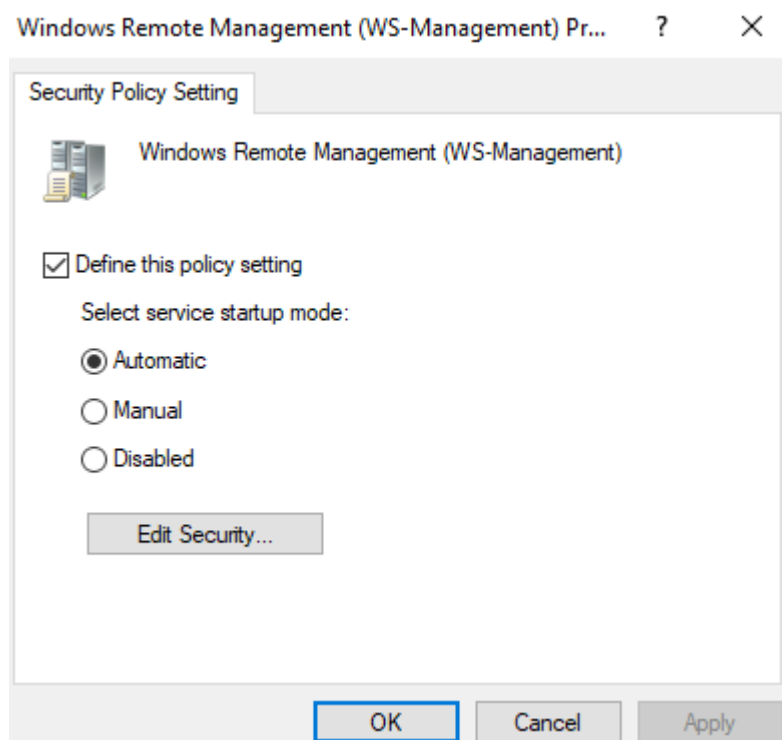 Windows Remote Management (WS-Management) Pr... ?
Security Policy Setting
Windows Remote Management (WS-Management)
Define this policy setting
Select service startup mode:
Automatic
Manual
Disabled
Edit Security...
OK Cancel Apply